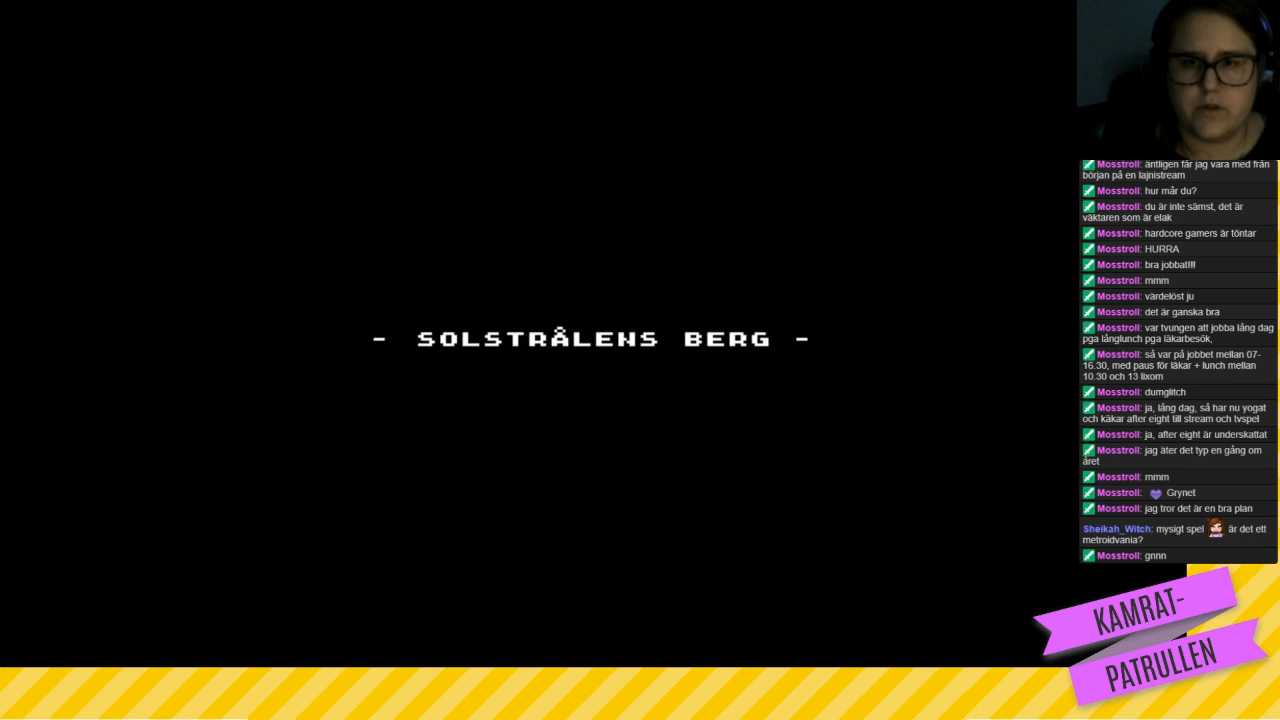 - SOLSTRÅLENS BERG -
Mosstroll: äntligen får jag vara med från
början på en lajnistream
Mosstroll: hur mår du?
Mosstroll: du är inte sämst, det är
väktaren som är elak
Mosstroll: hardcore gamers är töntar
Mosstroll: HURRA
Mosstroll: bra jobbat!!!!
Mosstroll: mmm
Mosstroll: värdelöst ju
Mosstroll: det är ganska bra
Mosstroll: var tvungen att jobba lång dag
pga långlunch pga läkarbesök,
Mosstroll: så var på jobbet mellan 07-
16.30, med paus för läkar + lunch mellan
10.30 och 13 lixom
Mosstroll: dumglitch
Mosstroll: ja, lång dag, så har nu yogat
och käkar after eight till stream och tvspel
Mosstroll: ja, after eight är underskattat
Mosstroll: jag äter det typ en gång om
året
Mosstroll: mmm
Mosstroll: Grynet
Mosstroll: jag tror det är en bra plan
Sheikah_Witch: mysigt spel är det ett
metroidvania?
Mosstroll: gnnn
KAMRAT-
PATRULLEN